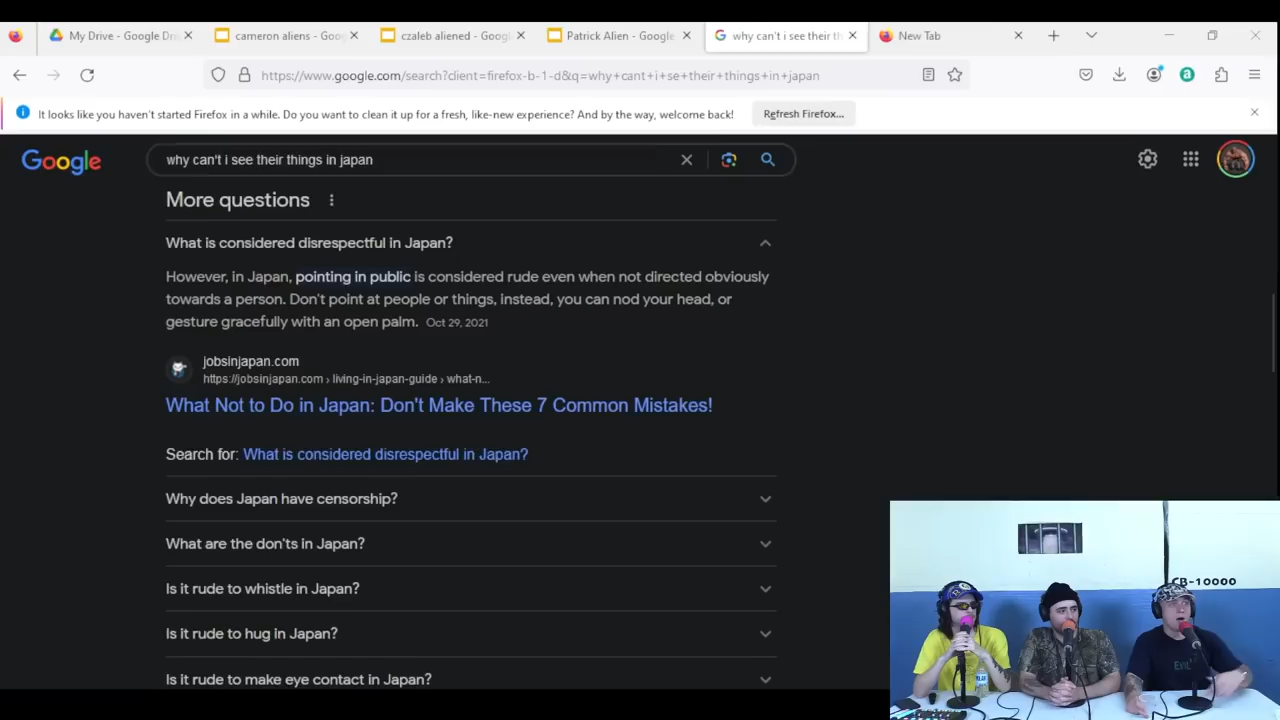 My Drive - Google Dri
cameron aliens - Goog
czaleb aliened - Googl
Patrick Alien - Google
why can't i see their th
New Tab
https://www.google.com/search?client=firefox-b-1-d&q=why+cant+i+se+their+things+in+japan
It looks like you haven't started Firefox in a while. Do you want to clean it up for a fresh, like-new experience? And by the way, welcome back!
Refresh Firefox...
Google
why can't i see their things in japan
More questions
What is considered disrespectful in Japan?
However, in Japan, pointing in public is considered rude even when not directed obviously
towards a person. Don't point at people or things, instead, you can nod your head, or
gesture gracefully with an open palm. Oct 29, 2021
jobsinjapan.com
https://jobsinjapan.com › living-in-japan-guide › what-n...
What Not to Do in Japan: Don't Make These 7 Common Mistakes!
Search for: What is considered disrespectful in Japan?
Why does Japan have censorship?
What are the don'ts in Japan?
Is it rude to whistle in Japan?
Is it rude to hug in Japan?
Is it rude to make eye contact in Japan?
CB-10000
EVIL